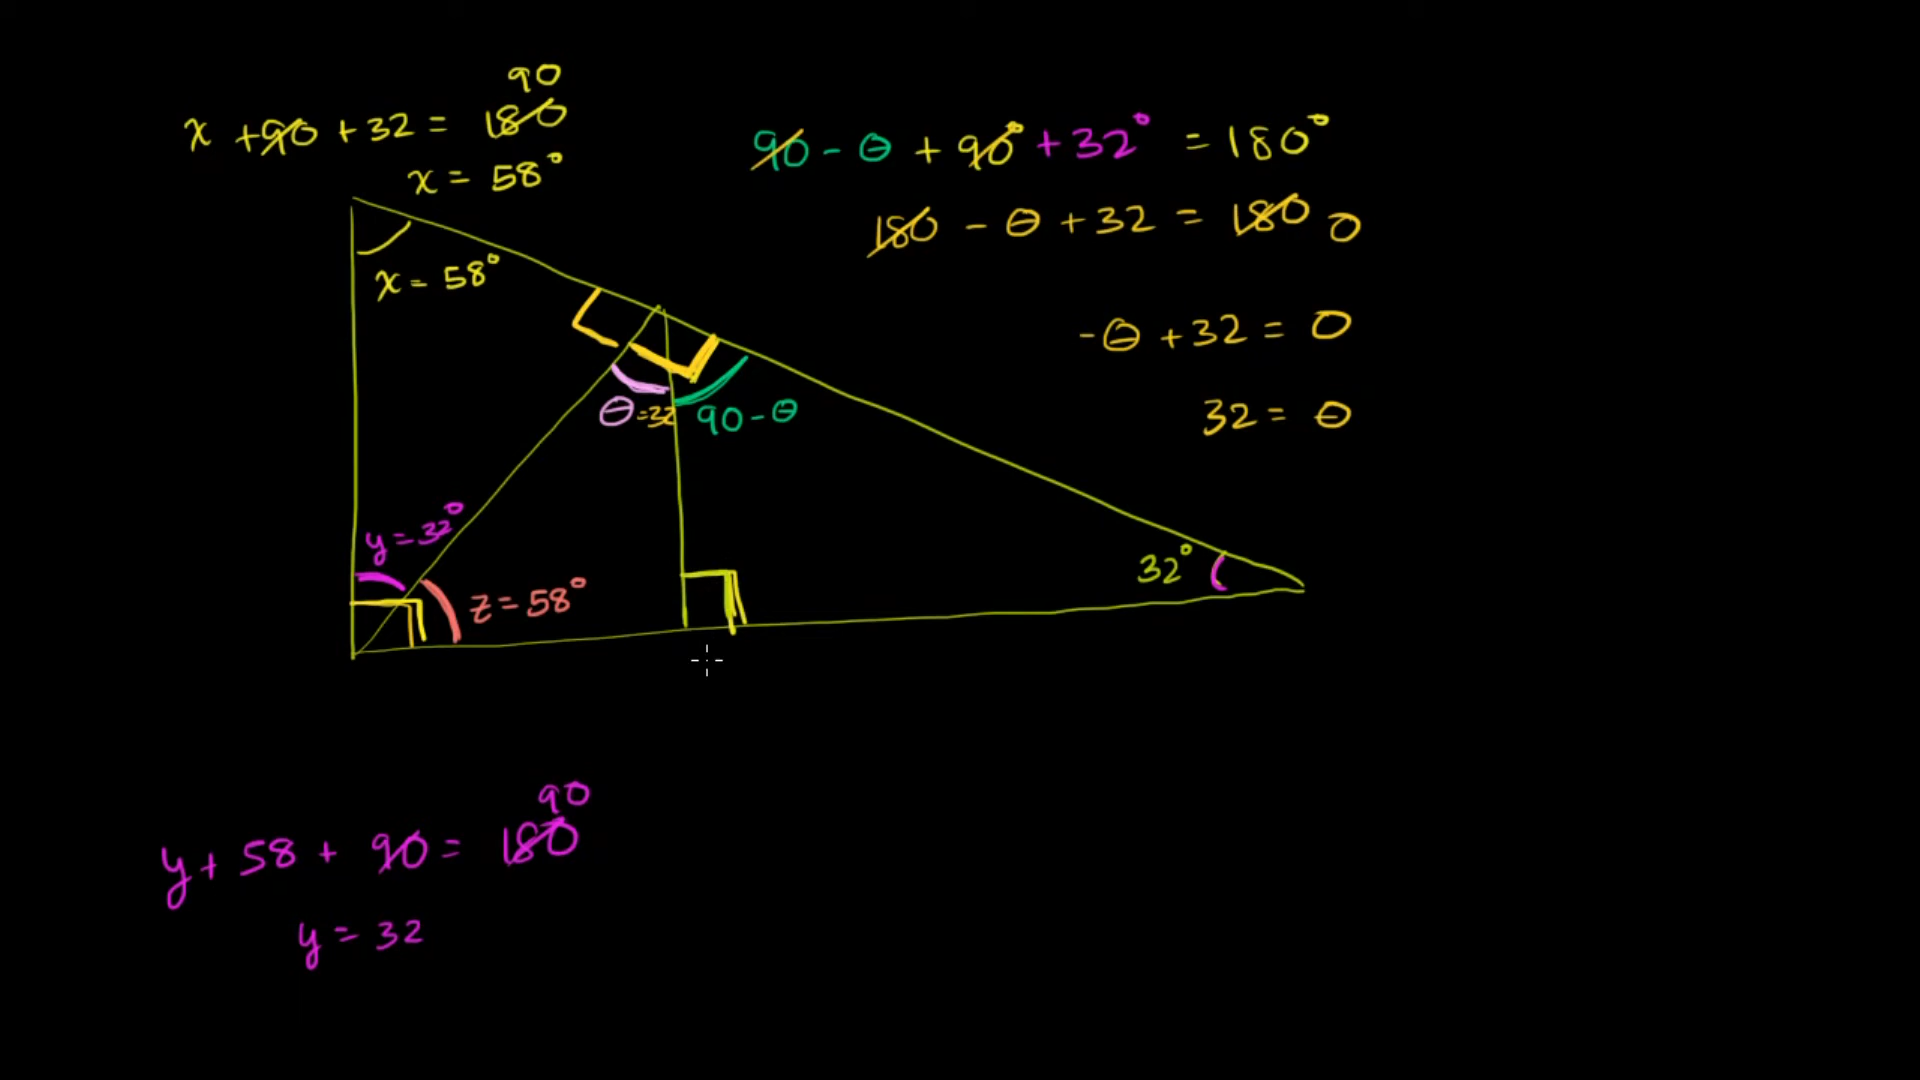 90
x + 90 + 32 = 180
x = 58°
90 - θ + 90° + 32° = 180°
180 - θ + 32 = 180 0
-θ + 32 = 0
32 = θ
x = 58°
θ = 32
90 - θ
y = 32°
z = 58°
32°
90
y + 58 + 90 = 180
y = 32